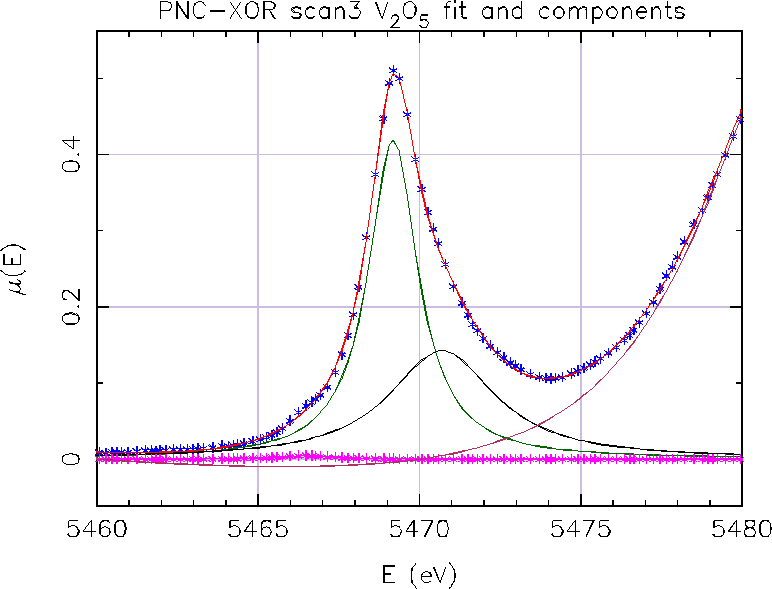 PNC-XOR scan3 V₂O₅ fit and components
μ(E)
0.4
0.2
0
5460 5465 5470 5475 5480
E (eV)